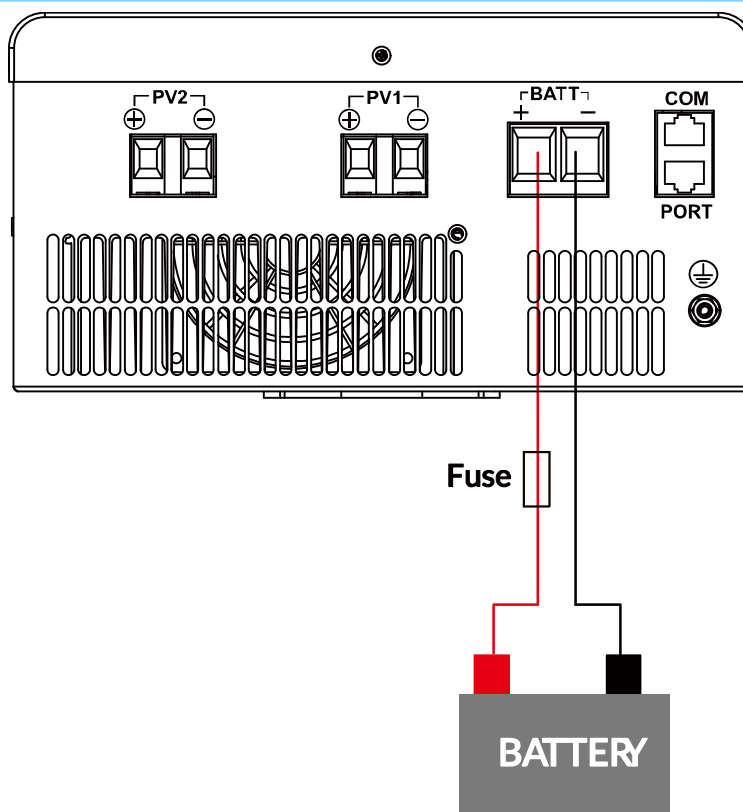 PV2
PV1
BATT
+ −
COM
+ − + −
PORT
Fuse
BATTERY